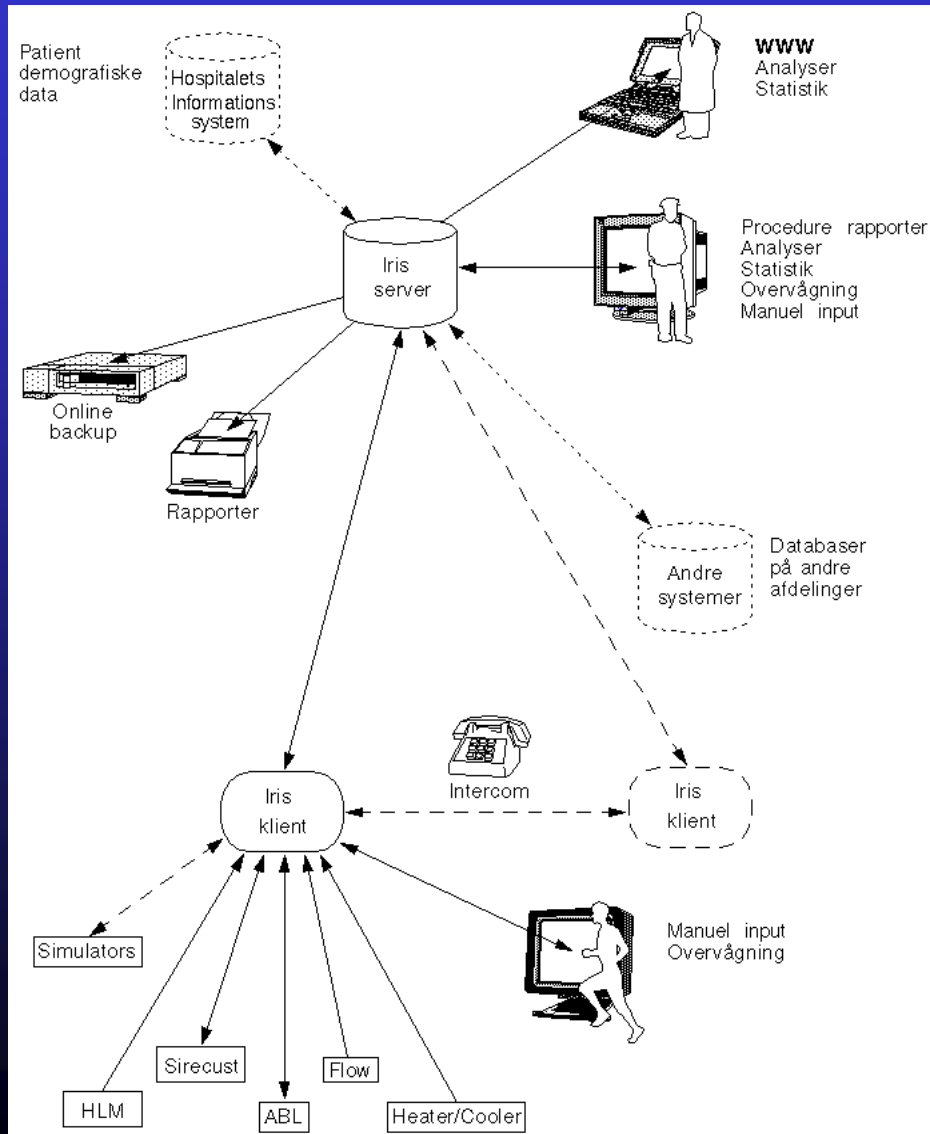 Patient
demografiske
data
Hospitalets
Informations
system
WWW
Analyser
Statistik
Iris
server
Procedure rapporter
Analyser
Statistik
Overvågning
Manuel input
Online
backup
Rapporter
Andre
systemer
Databaser
på andre
afdelinger
Intercom
Iris
klient
Iris
klient
Simulators
Manuel input
Overvågning
Sirecust
Flow
HLM
ABL
Heater/Cooler